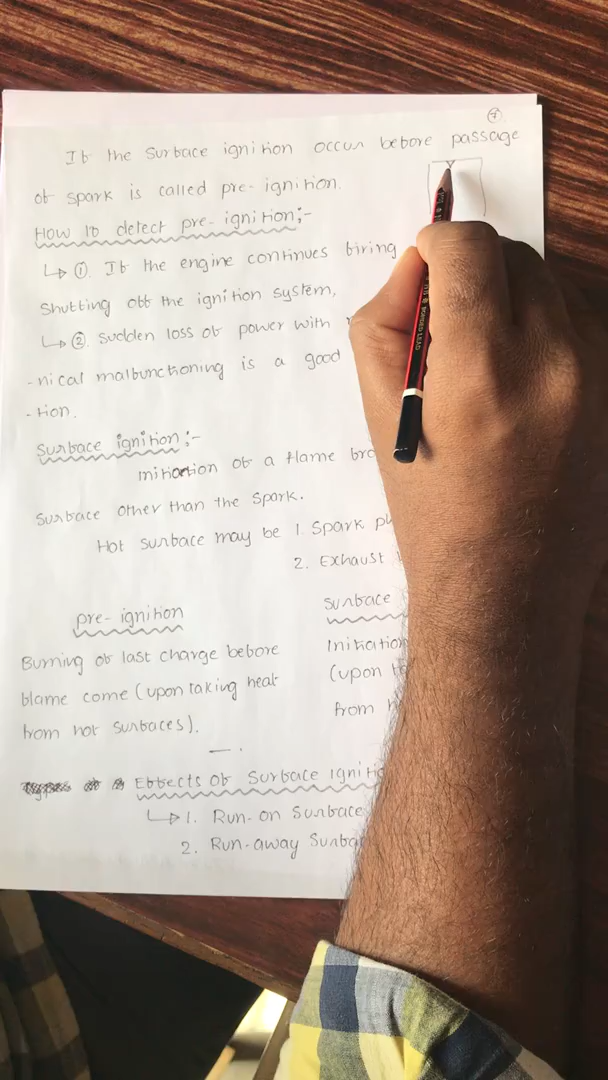 7
If the surface ignition occur before passage
of spark is called pre-ignition.
How to detect pre-ignition:-
↳ ①. If the engine continues firing
shutting off the ignition system,
↳ ②. Sudden loss of power with
-nical malfunctioning is a good
-tion.
Surface ignition:-
initiation of a flame
surface other than the spark.
Hot surface may be 1. Spark
2. Exhaust
pre-ignition
Burning of last charge before
flame come (upon taking heat
from hot surfaces).
surface
Initiation
(upon
from
Effects of Surface
↳ 1. Run-on Surface
2. Run-away